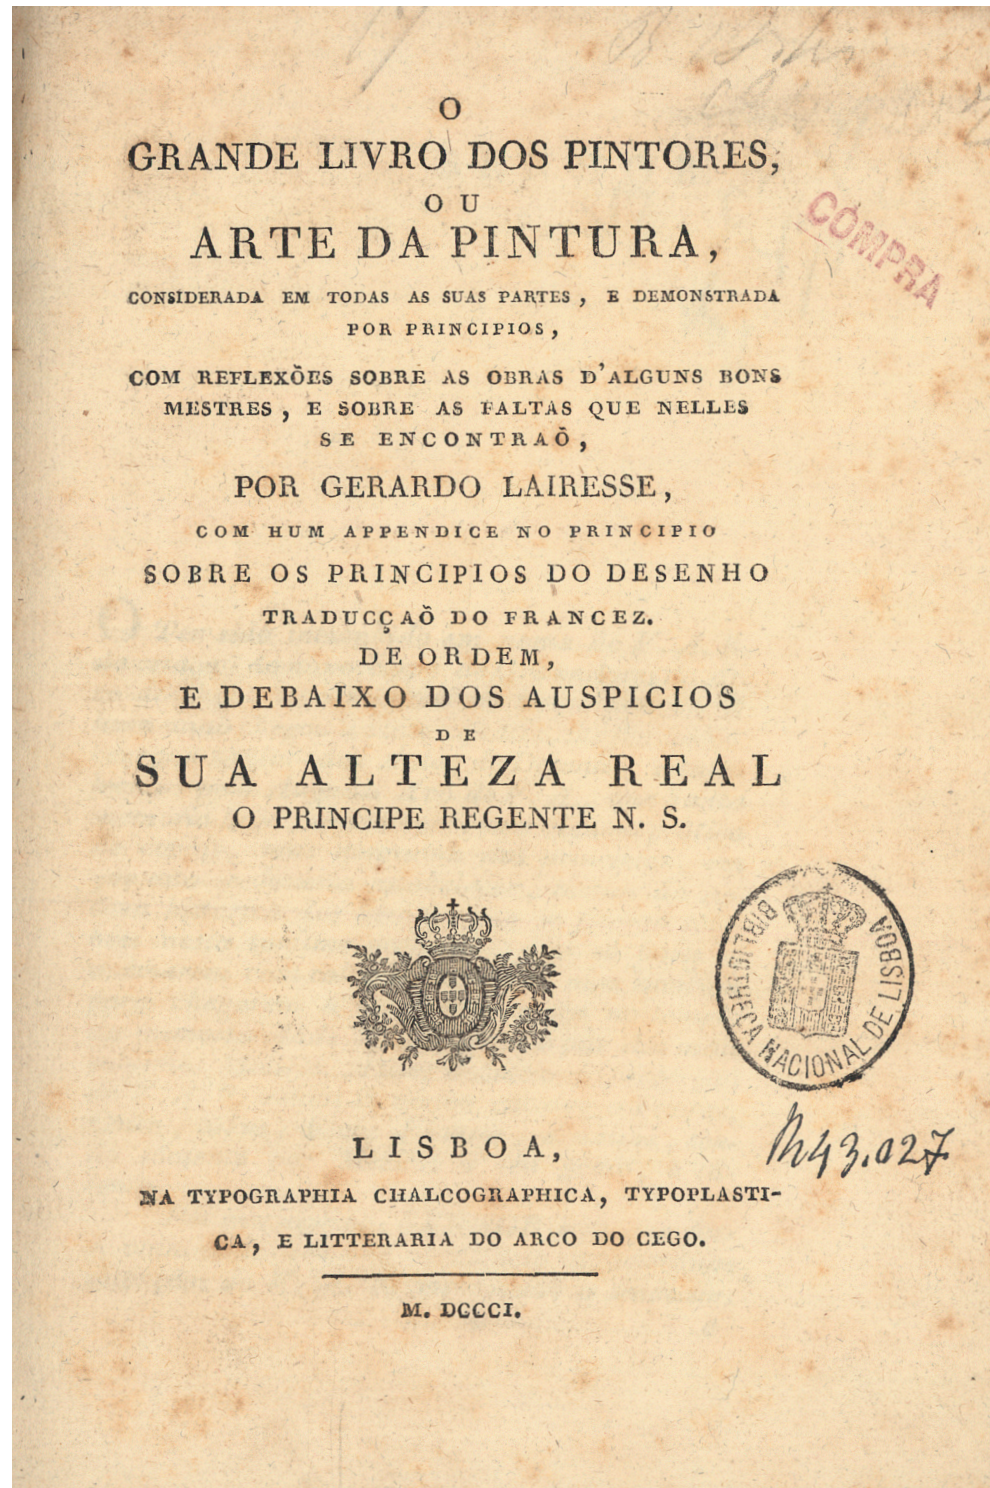 O
GRANDE LIVRO DOS PINTORES,
OU
ARTE DA PINTURA,
CONSIDERADA EM TODAS AS SUAS PARTES, E DEMONSTRADA
POR PRINCIPIOS,
COM REFLEXÕES SOBRE AS OBRAS D'ALGUNS BONS
MESTRES, E SOBRE AS FALTAS QUE NELLES
SE ENCONTRAÕ,
POR GERARDO LAIRESSE,
COM HUM APPENDICE NO PRINCIPIO
SOBRE OS PRINCIPIOS DO DESENHO
TRADUCÇAÕ DO FRANCEZ.
DE ORDEM,
E DEBAIXO DOS AUSPICIOS
DE
SUA ALTEZA REAL
O PRINCIPE REGENTE N. S.
COMPRA
BIBLIOTHECA NACIONAL DE LISBOA
43.027
LISBOA,
NA TYPOGRAPHIA CHALCOGRAPHICA, TYPOPLASTI-
CA, E LITTERARIA DO ARCO DO CEGO.
M. DCCCI.